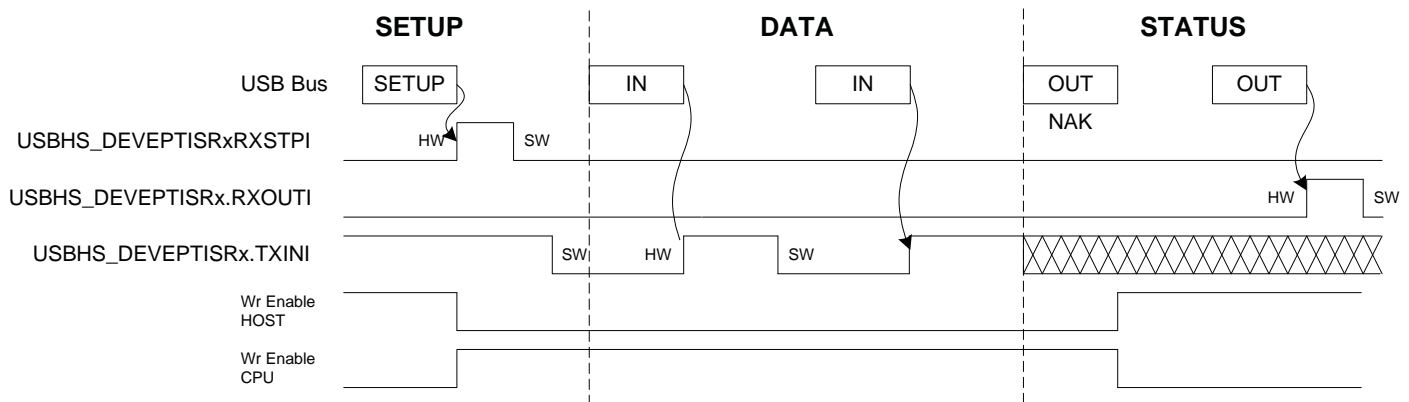 SETUP DATA STATUS
USB Bus SETUP IN IN OUT OUT
NAK
USBHS_DEVEPTISRxRXSTPI HW SW
USBHS_DEVEPTISRx.RXOUTI HW SW
USBHS_DEVEPTISRx.TXINI SW HW SW
Wr Enable
HOST
Wr Enable
CPU